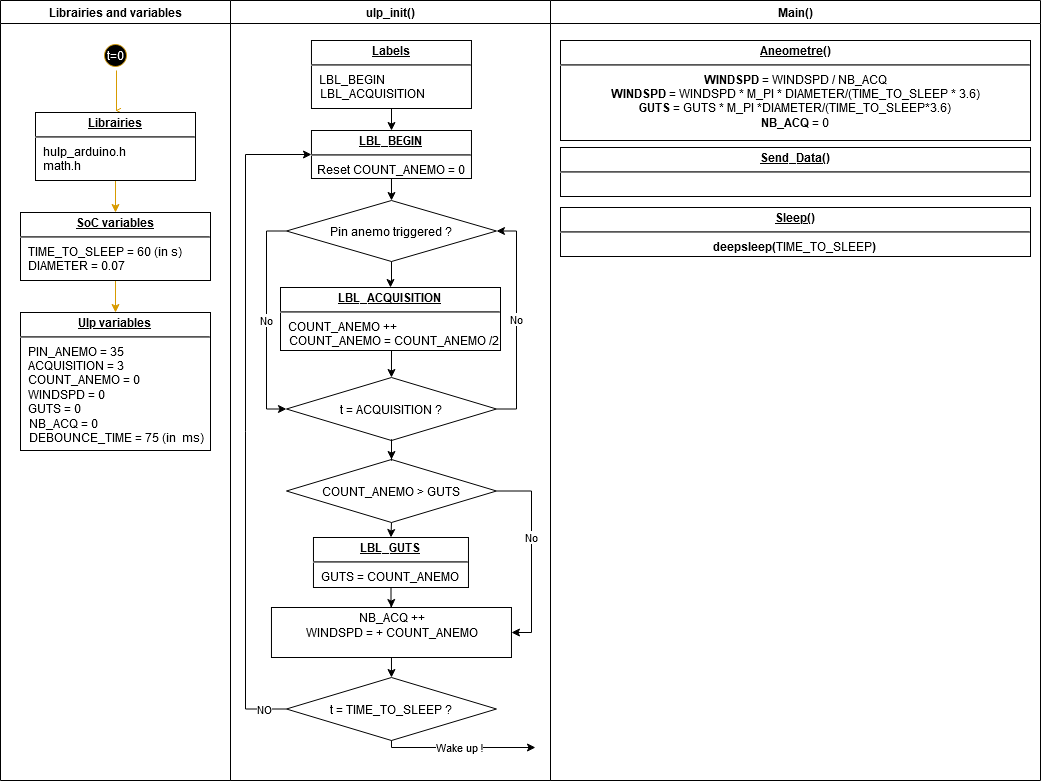 Librairies and variables
t=0
Librairies
hulp_arduino.h
math.h
SoC variables
TIME_TO_SLEEP = 60 (in s)
DIAMETER = 0.07
Ulp variables
PIN_ANEMO = 35
ACQUISITION = 3
COUNT_ANEMO = 0
WINDSPD = 0
GUTS = 0
NB_ACQ = 0
DEBOUNCE_TIME = 75 (in  ms)
ulp_init()
Labels
LBL_BEGIN
LBL_ACQUISITION
LBL_BEGIN
Reset COUNT_ANEMO = 0
Pin anemo triggered ?
LBL_ACQUISITION
COUNT_ANEMO ++
COUNT_ANEMO = COUNT_ANEMO /2
No
No
t = ACQUISITION ?
COUNT_ANEMO > GUTS
No
LBL_GUTS
GUTS = COUNT_ANEMO
NB_ACQ ++
WINDSPD = + COUNT_ANEMO
t = TIME_TO_SLEEP ?
NO
Wake up !
Main()
Aneometre()
WINDSPD = WINDSPD / NB_ACQ
WINDSPD = WINDSPD * M_PI * DIAMETER/(TIME_TO_SLEEP * 3.6)
GUTS = GUTS * M_PI *DIAMETER/(TIME_TO_SLEEP*3.6)
NB_ACQ = 0
Send_Data()
Sleep()
deepsleep(TIME_TO_SLEEP)